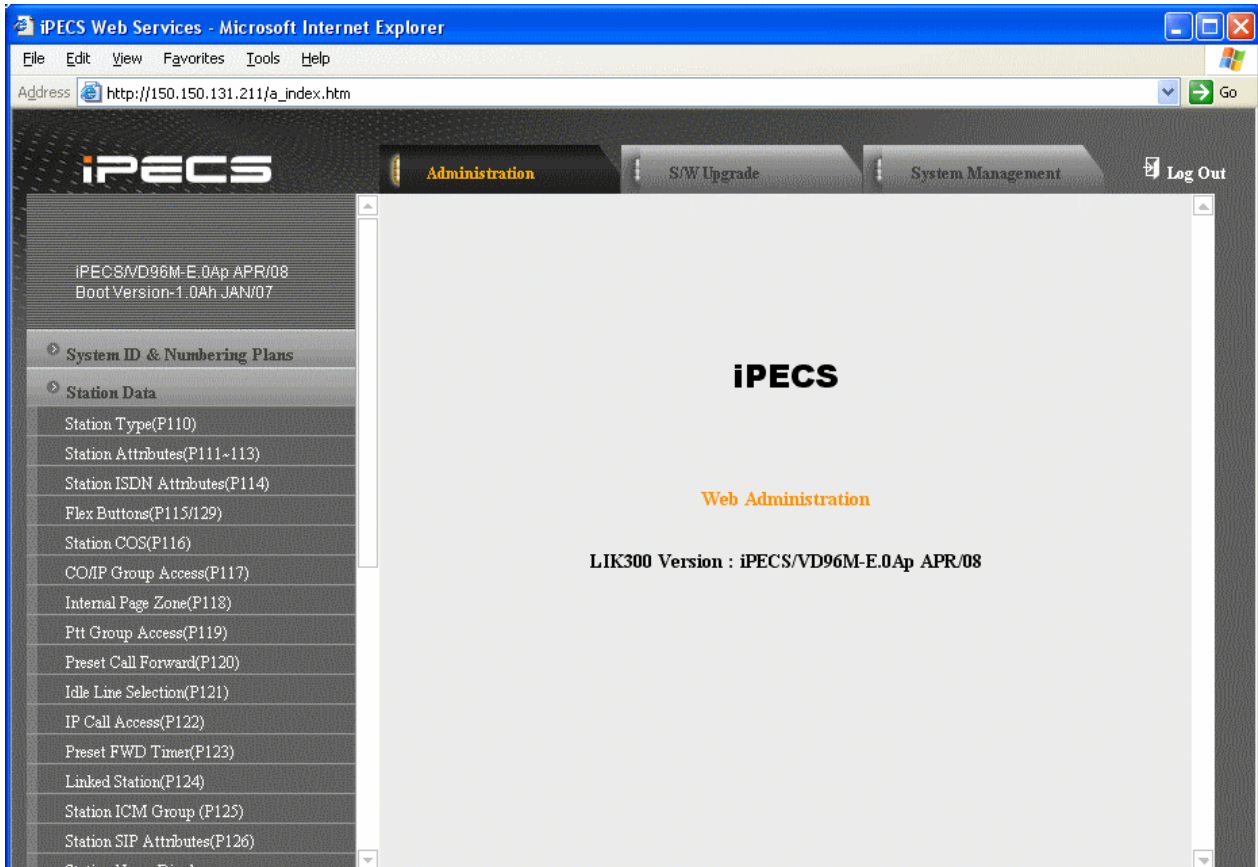 iPECS Web Services - Microsoft Internet Explorer
File Edit View Favorites Tools Help
Address http://150.150.131.211/a_index.htm Go
iPECS
Administration S/W Upgrade System Management Log Out
iPECS/VD96M-E.0Ap APR/08
Boot Version-1.0Ah JAN/07
System ID & Numbering Plans
Station Data
Station Type(P110)
Station Attributes(P111~113)
Station ISDN Attributes(P114)
Flex Buttons(P115/129)
Station COS(P116)
CO/IP Group Access(P117)
Internal Page Zone(P118)
Ptt Group Access(P119)
Preset Call Forward(P120)
Idle Line Selection(P121)
IP Call Access(P122)
Preset FWD Timer(P123)
Linked Station(P124)
Station ICM Group (P125)
Station SIP Attributes(P126)
iPECS
Web Administration
LIK300 Version : iPECS/VD96M-E.0Ap APR/08